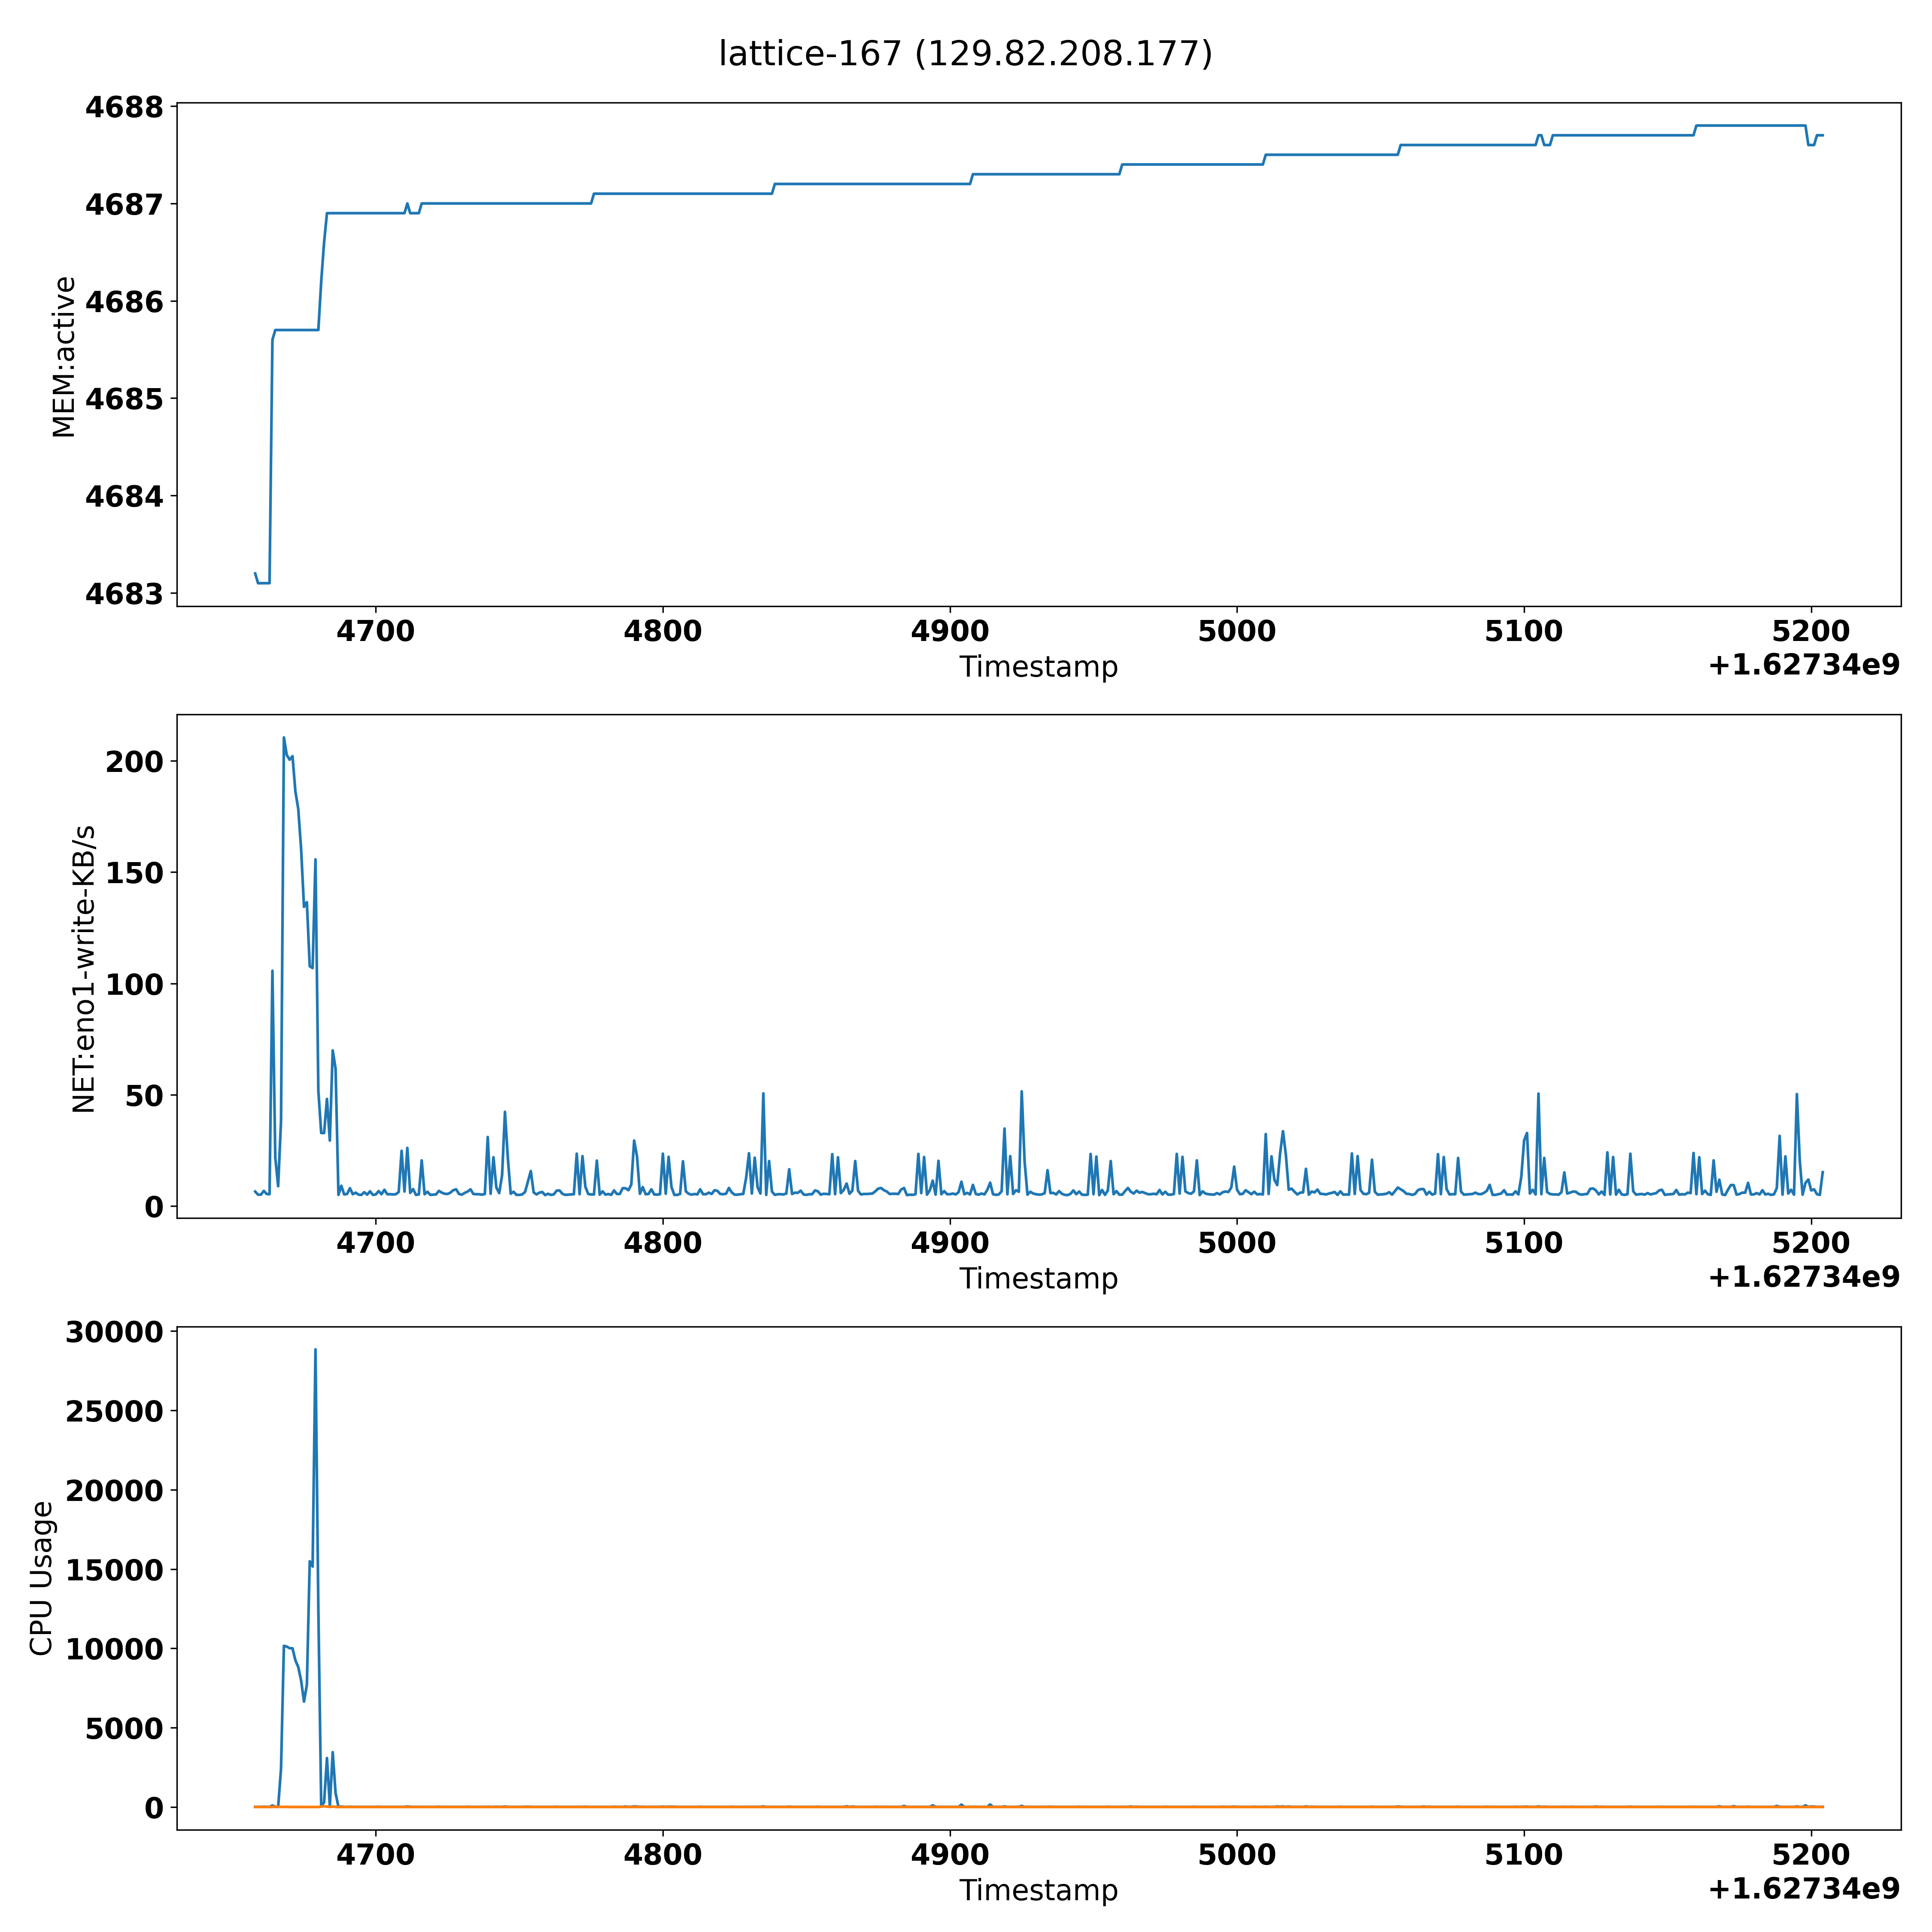 lattice-167 (129.82.208.177)
4688
4687
4686
4685
4684
4683
MEM:active
4700 4800 4900 5000 5100 5200
Timestamp
+1.62734e9
200
150
100
50
0
NET:eno1-write-KB/s
4700 4800 4900 5000 5100 5200
Timestamp
+1.62734e9
30000
25000
20000
15000
10000
5000
0
CPU Usage
4700 4800 4900 5000 5100 5200
Timestamp
+1.62734e9